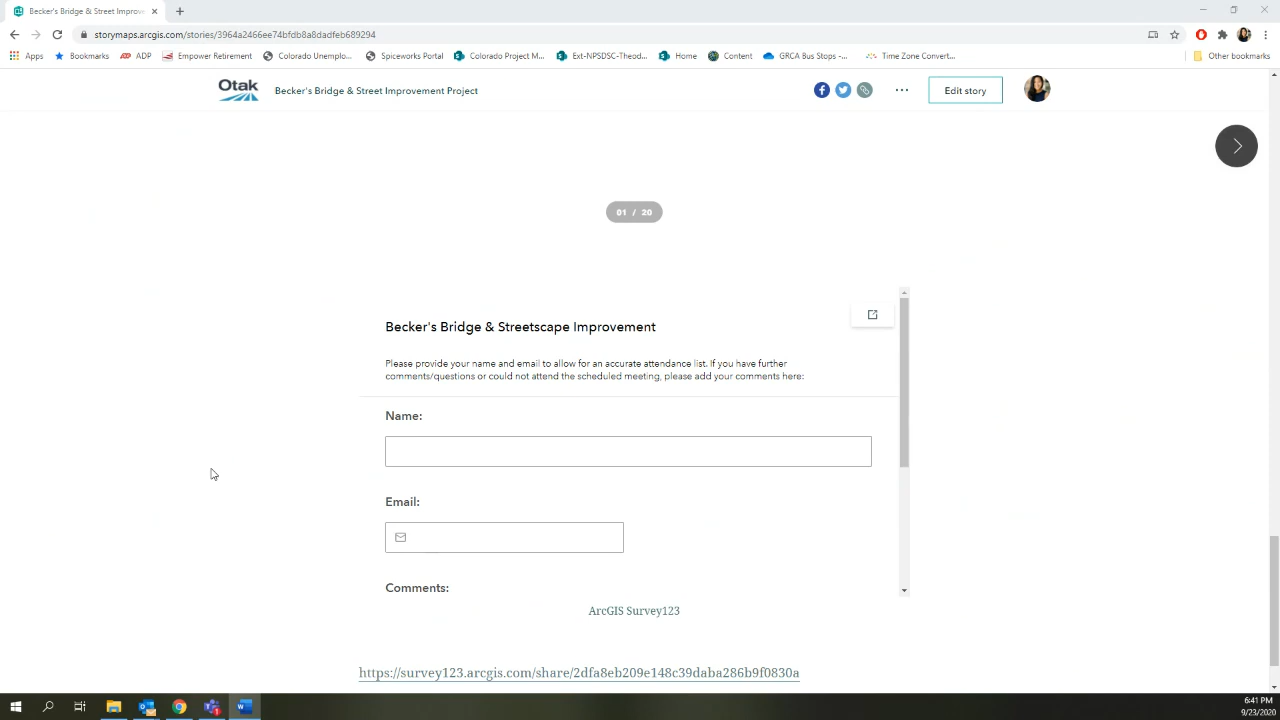 Becker's Bridge & Street Improv
storymaps.arcgis.com/stories/3964a2466ee74bfdb8a8dadfeb689294
Apps Bookmarks ADP Empower Retirement Colorado Unemplo... Spiceworks Portal Colorado Project M... Ext-NPSDSC-Theod... Home Content GRCA Bus Stops –... Time Zone Convert... Other bookmarks
Otak Becker's Bridge & Street Improvement Project ... Edit story
01 / 20
Becker's Bridge & Streetscape Improvement
Please provide your name and email to allow for an accurate attendance list. If you have further
comments/questions or could not attend the scheduled meeting, please add your comments here:
Name:
Email:
Comments:
ArcGIS Survey123
https://survey123.arcgis.com/share/2dfa8eb209e148c39daba286b9f0830a
6:41 PM
9/23/2020